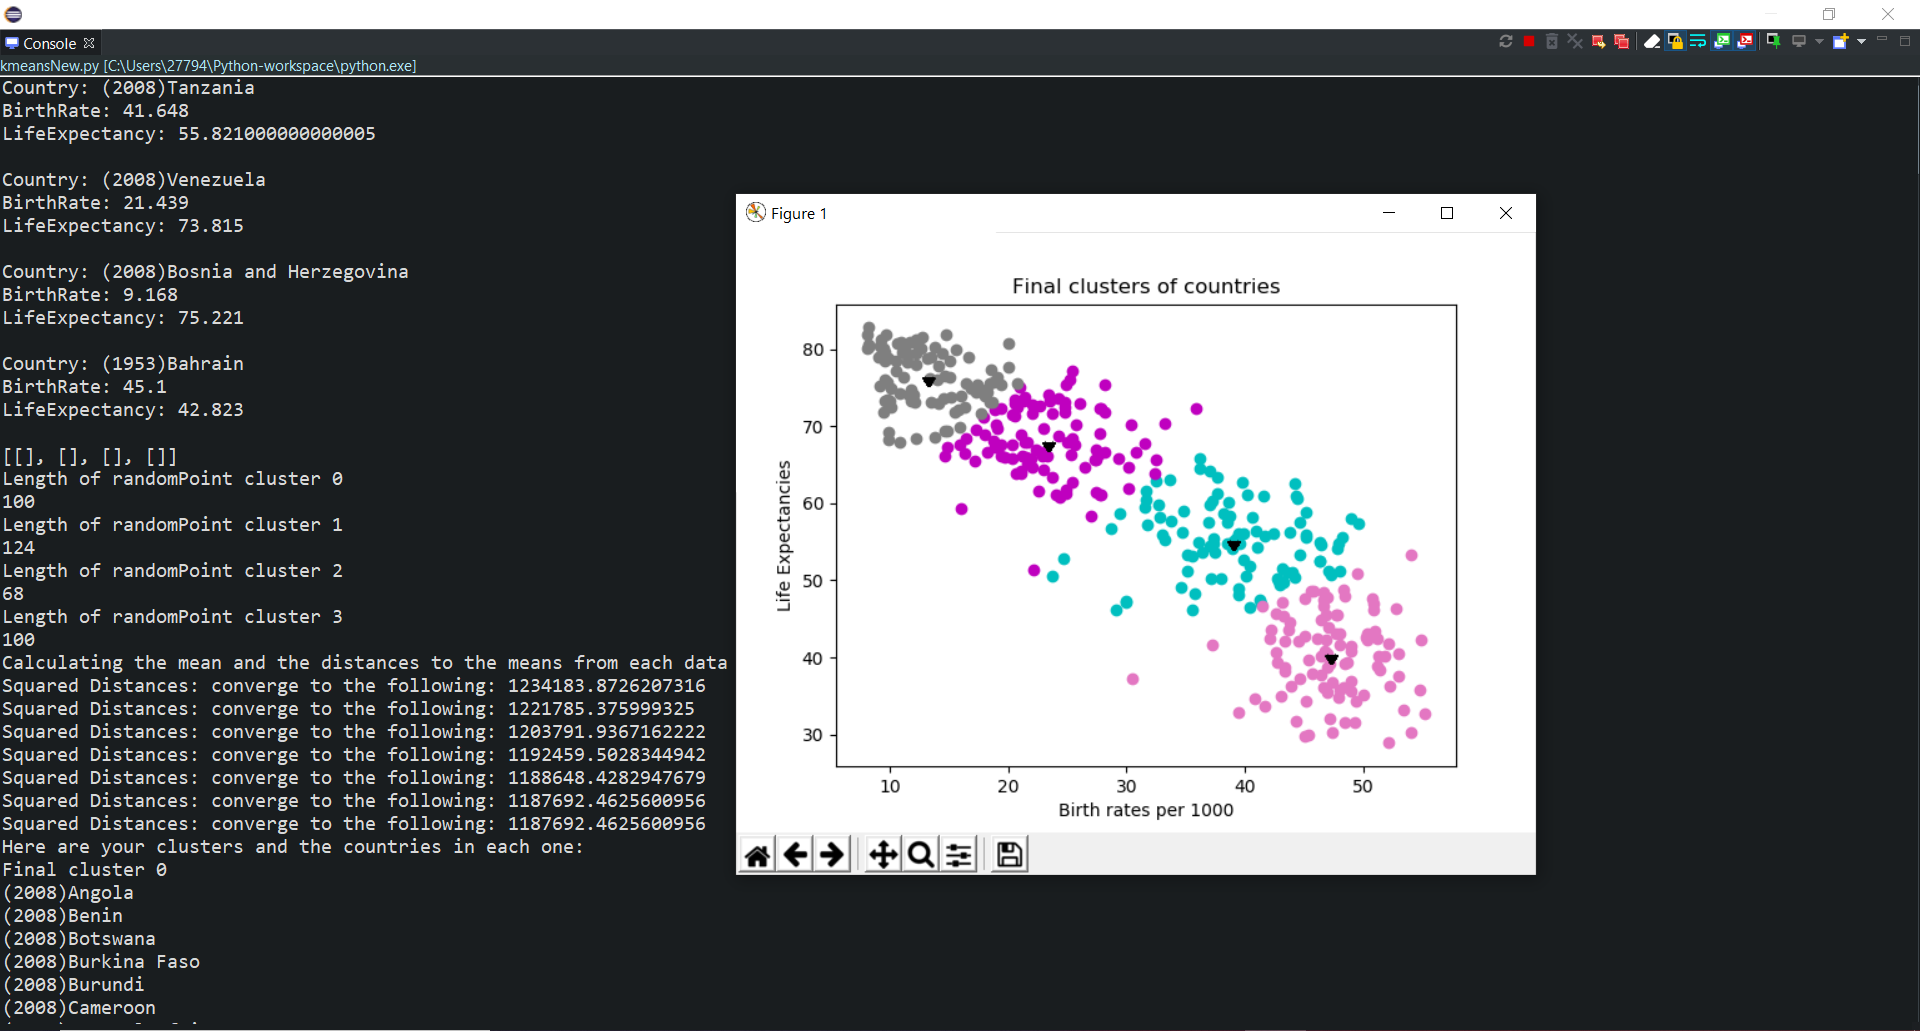 Console
kmeansNew.py [C:\Users\27794\Python-workspace\python.exe]
Country: (2008)Tanzania
BirthRate: 41.648
LifeExpectancy: 55.821000000000005
Country: (2008)Venezuela
BirthRate: 21.439
LifeExpectancy: 73.815
Country: (2008)Bosnia and Herzegovina
BirthRate: 9.168
LifeExpectancy: 75.221
Country: (1953)Bahrain
BirthRate: 45.1
LifeExpectancy: 42.823
[[], [], [], []]
Length of randomPoint cluster 0
100
Length of randomPoint cluster 1
124
Length of randomPoint cluster 2
68
Length of randomPoint cluster 3
100
Calculating the mean and the distances to the means from each data
Squared Distances: converge to the following: 1234183.8726207316
Squared Distances: converge to the following: 1221785.375999325
Squared Distances: converge to the following: 1203791.9367162222
Squared Distances: converge to the following: 1192459.5028344942
Squared Distances: converge to the following: 1188648.4282947679
Squared Distances: converge to the following: 1187692.4625600956
Squared Distances: converge to the following: 1187692.4625600956
Here are your clusters and the countries in each one:
Final cluster 0
(2008)Angola
(2008)Benin
(2008)Botswana
(2008)Burkina Faso
(2008)Burundi
(2008)Cameroon
Figure 1
Final clusters of countries
Life Expectancies
80
70
60
50
40
30
10 20 30 40 50
Birth rates per 1000